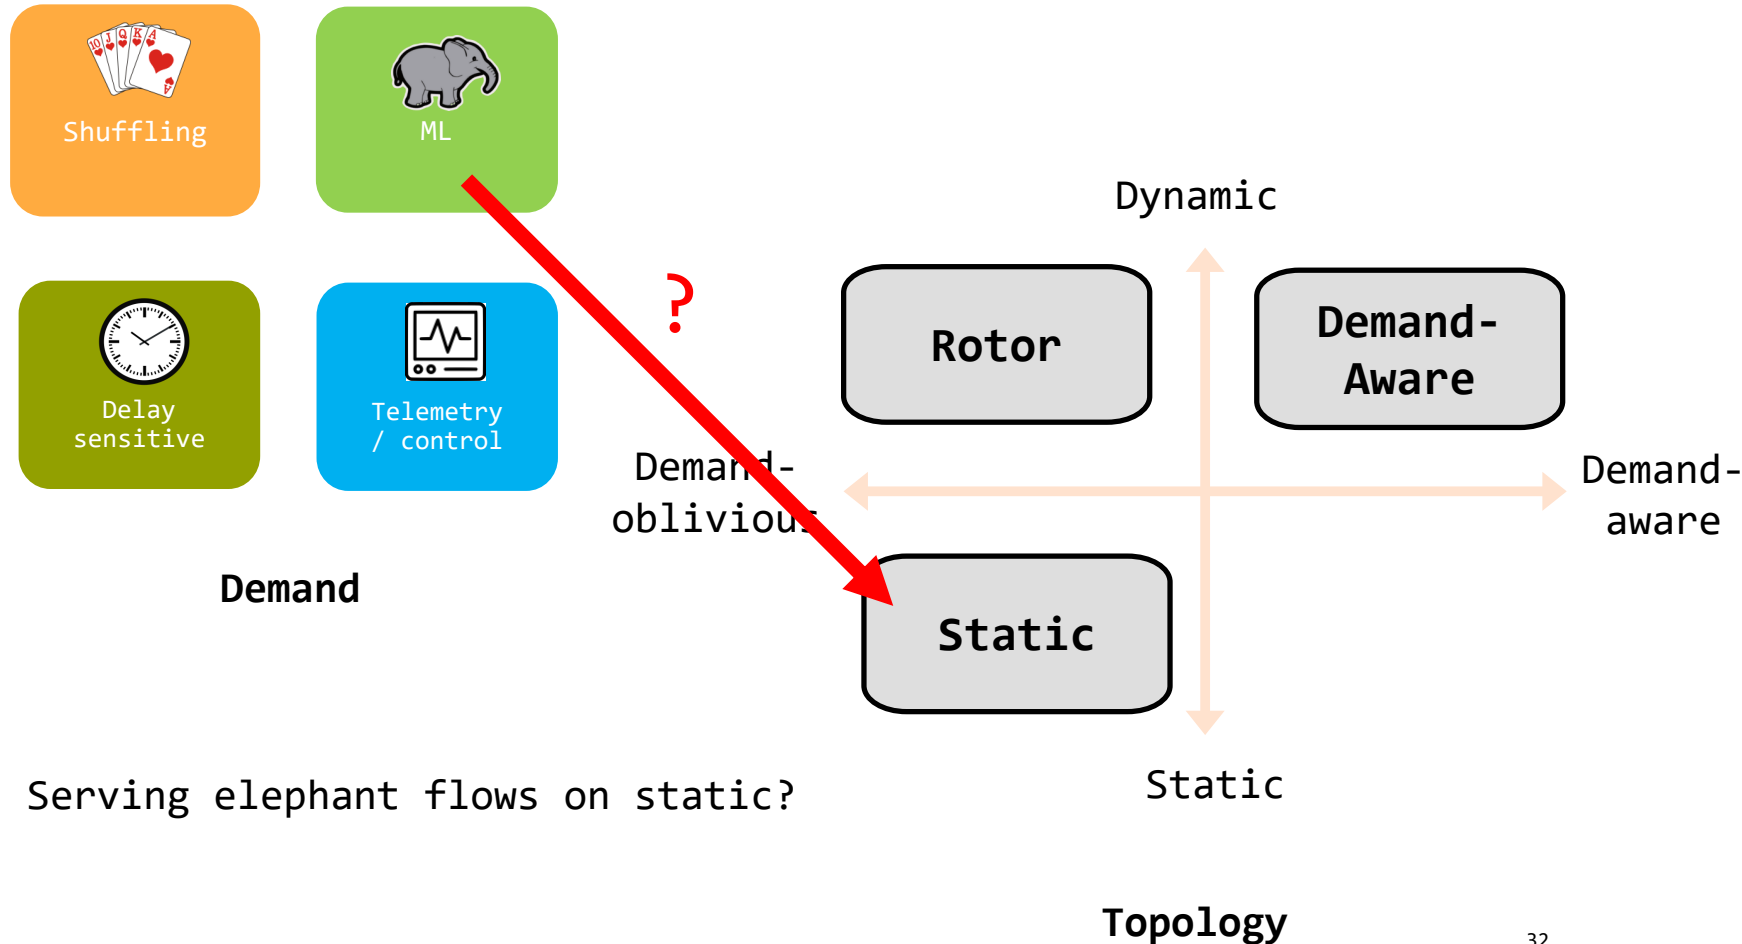 10 J Q K A
A
Shuffling
ML
Delay
sensitive
Telemetry
/ control
Demand
?
Dynamic
Rotor
Demand-
Aware
Demand-
oblivious
Demand-
aware
Static
Static
Serving elephant flows on static?
Topology
32